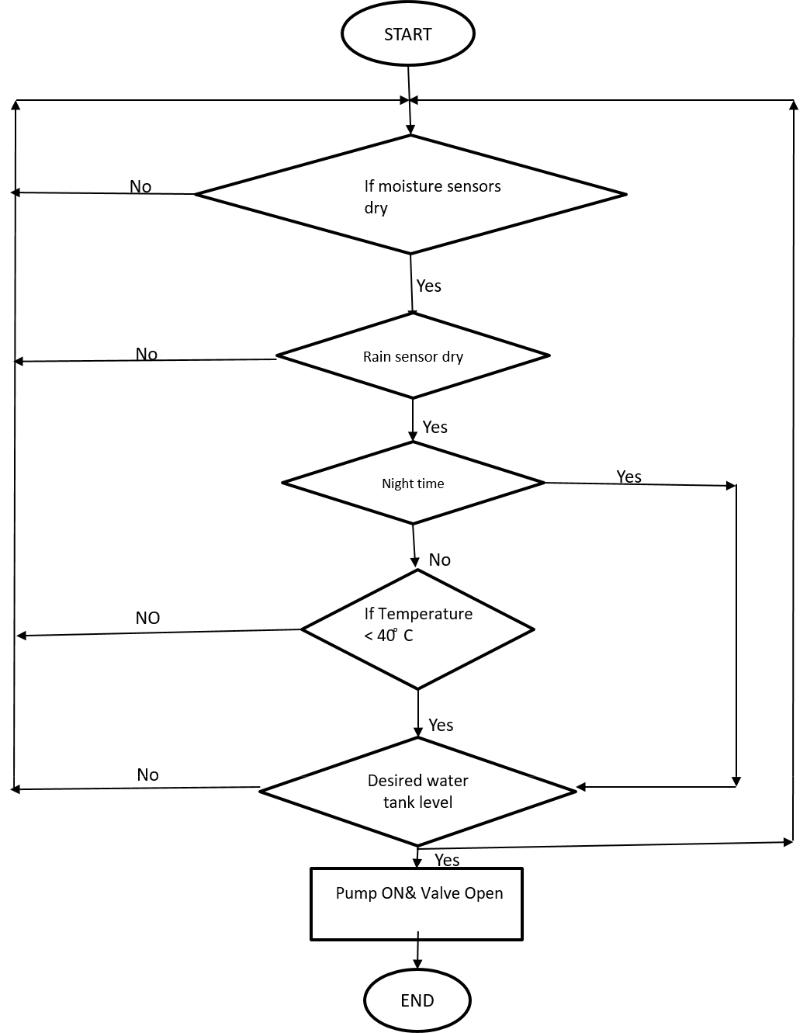 START
If moisture sensors
dry
No
Yes
Rain sensor dry
No
Yes
Night time
Yes
No
If Temperature
< 40° C
NO
Yes
Desired water
tank level
No
Yes
Pump ON& Valve Open
END